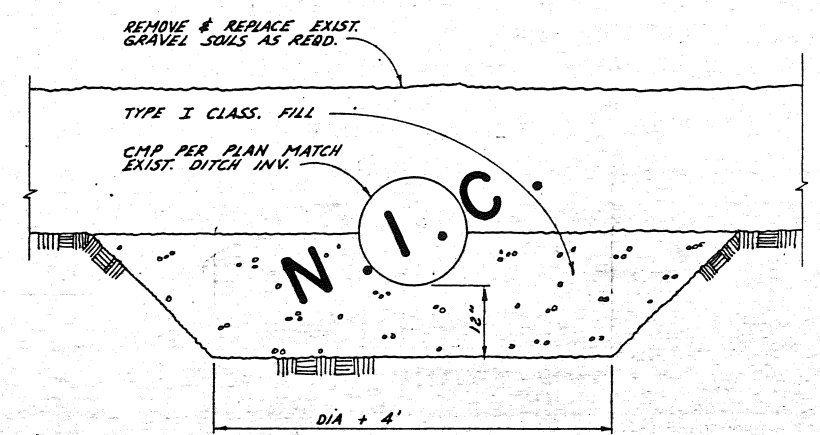 REMOVE & REPLACE EXIST.
GRAVEL SOILS AS REQD.
TYPE I CLASS. FILL
CMP PER PLAN MATCH
EXIST. DITCH INV.
N.I.C.
12"
DIA + 4'